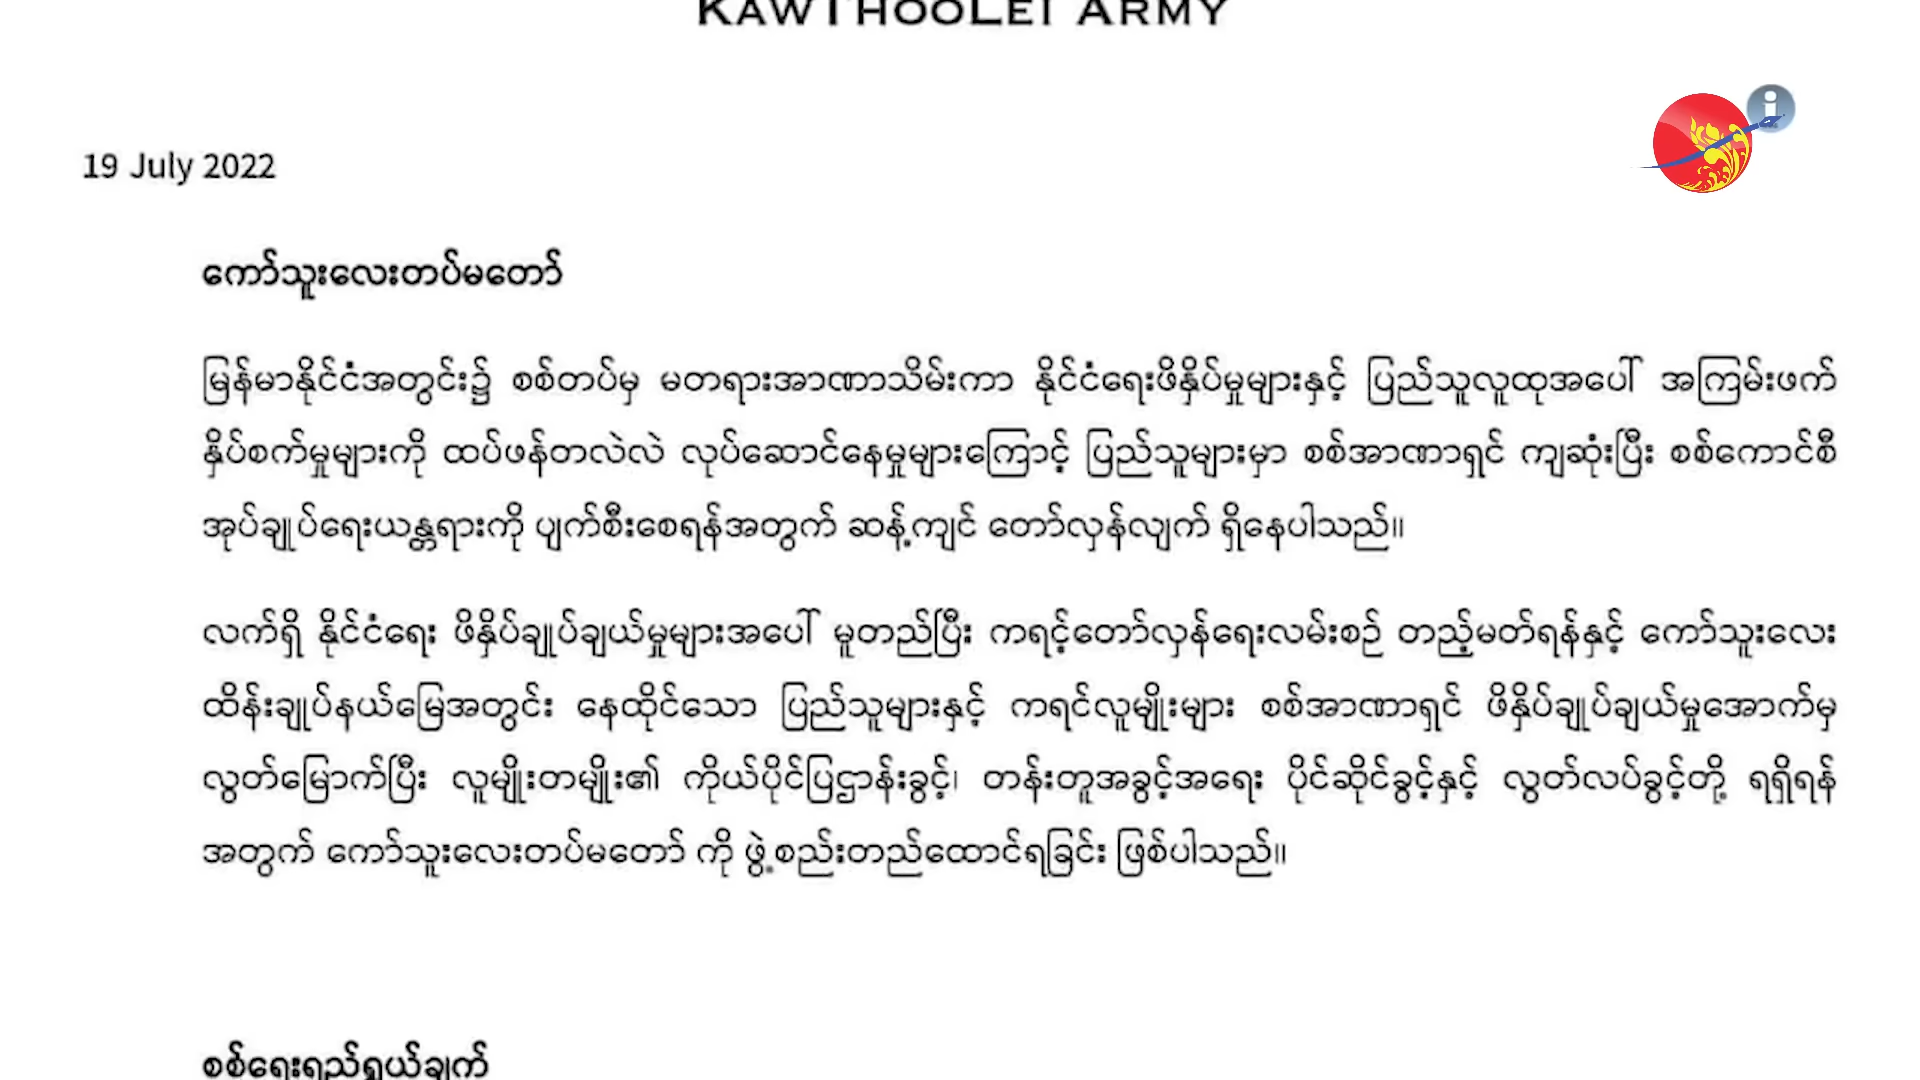 KAWTHOOLEI ARMY
19 July 2022
ကော်သူးလေးတပ်မတော်
မြန်မာနိုင်ငံအတွင်း၌ စစ်တပ်မှ မတရားအာဏာသိမ်းကာ နိုင်ငံရေးဖိနှိပ်မှုများနှင့် ပြည်သူလူထုအပေါ် အကြမ်းဖက်
နှိပ်စက်မှုများကို ထပ်ဖန်တလဲလဲ လုပ်ဆောင်နေမှုများကြောင့် ပြည်သူများမှာ စစ်အာဏာရှင် ကျဆုံးပြီး စစ်ကောင်စီ
အုပ်ချုပ်ရေးယန္တရားကို ပျက်စီးစေရန်အတွက် ဆန့်ကျင် တော်လှန်လျက် ရှိနေပါသည်။
လက်ရှိ နိုင်ငံရေး ဖိနှိပ်ချုပ်ချယ်မှုများအပေါ် မူတည်ပြီး ကရင့်တော်လှန်ရေးလမ်းစဉ် တည့်မတ်ရန်နှင့် ကော်သူးလေး
ထိန်းချုပ်နယ်မြေအတွင်း နေထိုင်သော ပြည်သူများနှင့် ကရင်လူမျိုးများ စစ်အာဏာရှင် ဖိနှိပ်ချုပ်ချယ်မှုအောက်မှ
လွတ်မြောက်ပြီး လူမျိုးတမျိုး၏ ကိုယ်ပိုင်ပြဌာန်းခွင့်၊ တန်းတူအခွင့်အရေး ပိုင်ဆိုင်ခွင့်နှင့် လွတ်လပ်ခွင့်တို့ ရရှိရန်
အတွက် ကော်သူးလေးတပ်မတော် ကို ဖွဲ့စည်းတည်ထောင်ရခြင်း ဖြစ်ပါသည်။
စစ်ရေးရည်ရွယ်ချက်